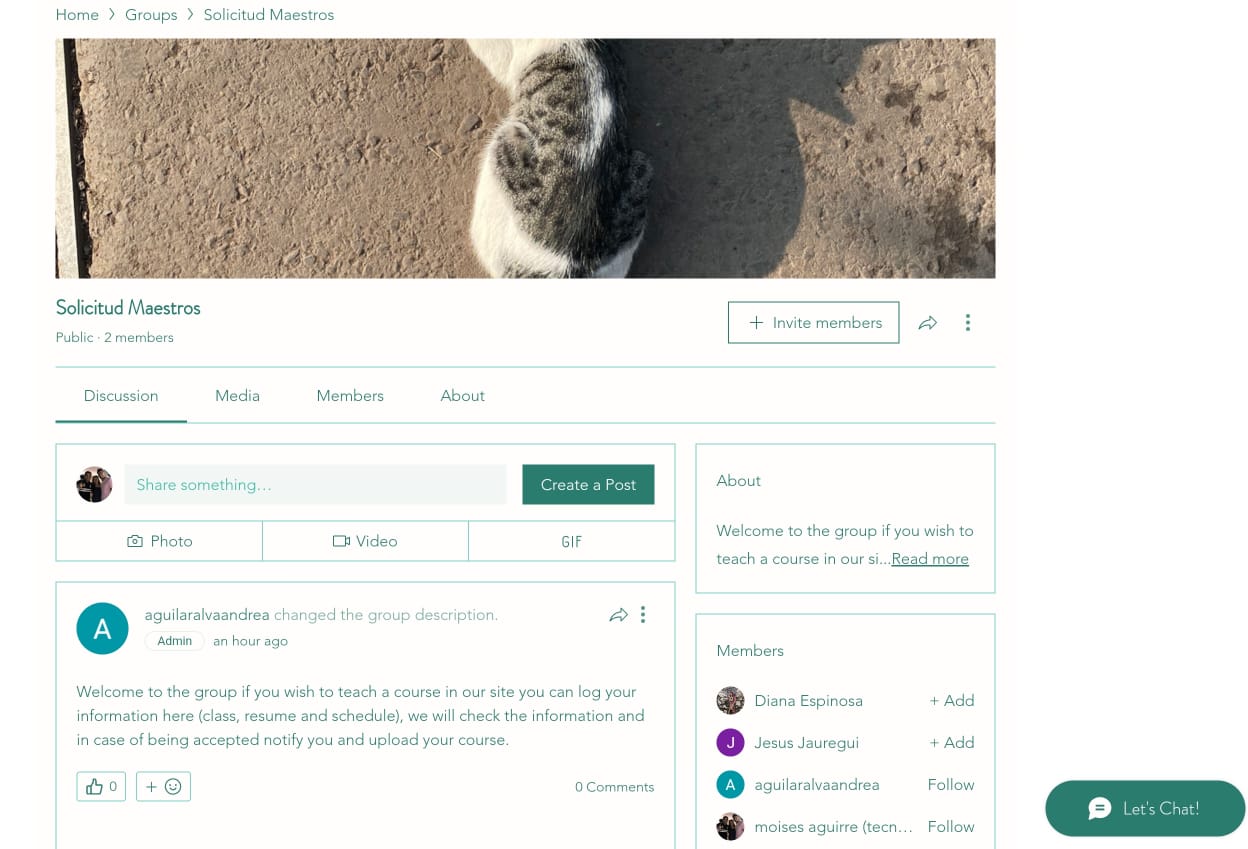 Home > Groups > Solicitud Maestros
Solicitud Maestros
Public · 2 members
+ Invite members
Discussion Media Members About
Share something...
Create a Post
Photo Video GIF
aguilaralvaandrea changed the group description.
Admin an hour ago
A
Welcome to the group if you wish to teach a course in our site you can log your
information here (class, resume and schedule), we will check the information and
in case of being accepted notify you and upload your course.
0 + 0 Comments
About
Welcome to the group if you wish to
teach a course in our si...Read more
Members
Diana Espinosa + Add
J Jesus Jauregui + Add
A aguilaralvaandrea Follow
moises aguirre (tecn... Follow
Let's Chat!